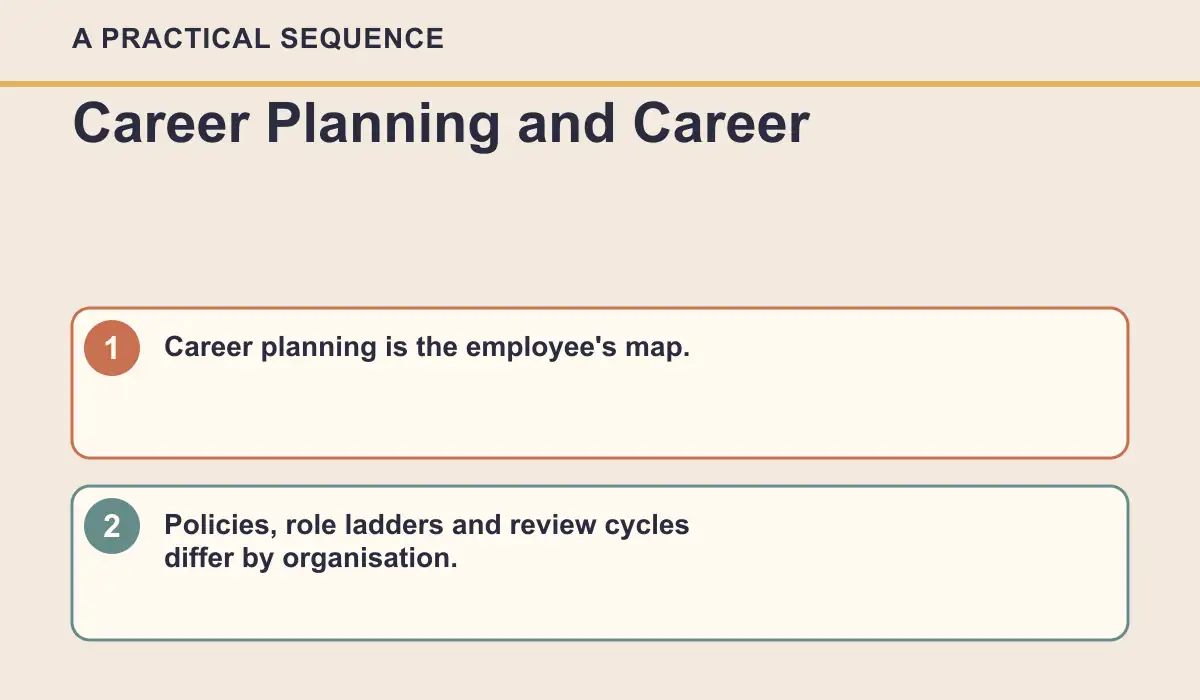 A PRACTICAL SEQUENCE
Career Planning and Career
1
Career planning is the employee's map.
2
Policies, role ladders and review cycles
differ by organisation.